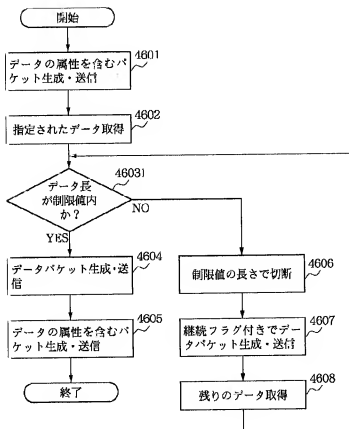 開始
4601
データの属性を含むパ
ケット生成・送信
4602
指定されたデータ取得
46031
データ長
が制限値内
か?
NO
YES
4604
データパケット生成・送
信
4605
データの属性を含むパ
ケット生成・送信
終了
4606
制限値の長さで切断
4607
継続フラグ付きでデー
タパケット生成・送信
4608
残りのデータ取得